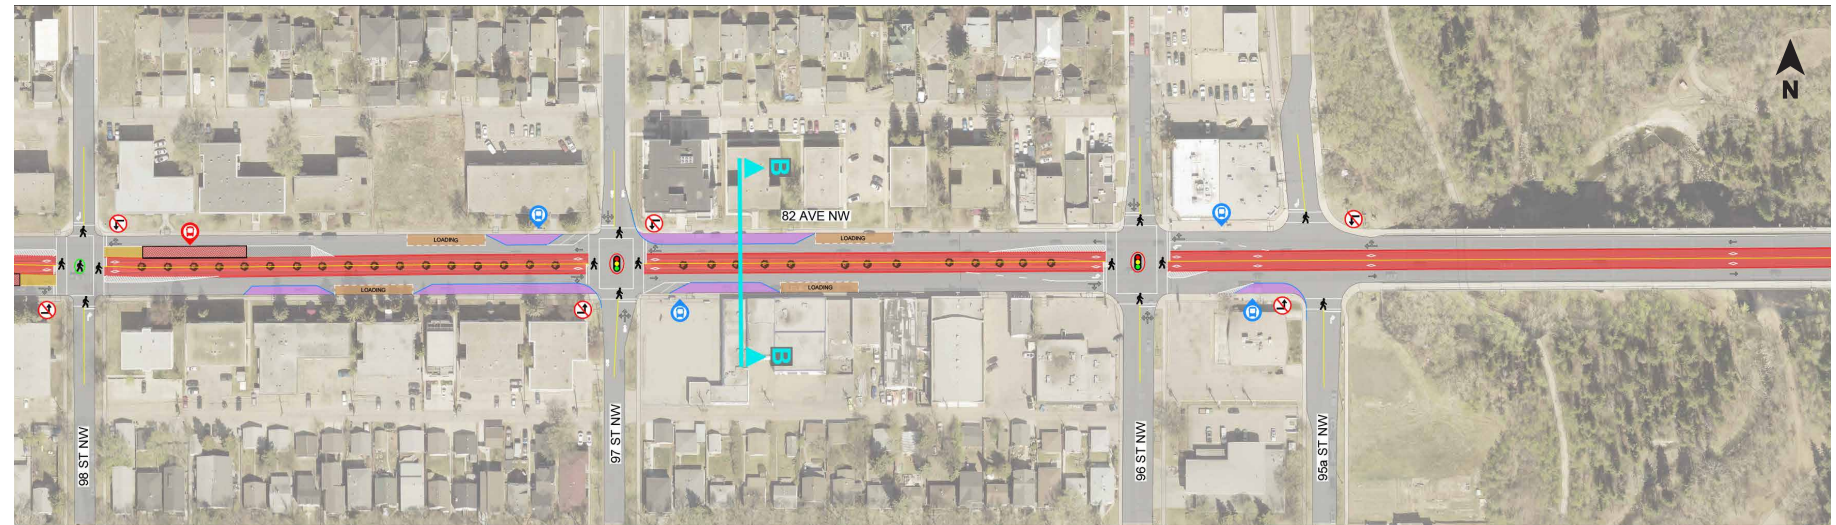 N
B
82 AVE NW
LOADING
LOADING
LOADING
LOADING
B
98 ST NW
97 ST NW
96 ST NW
95a ST NW